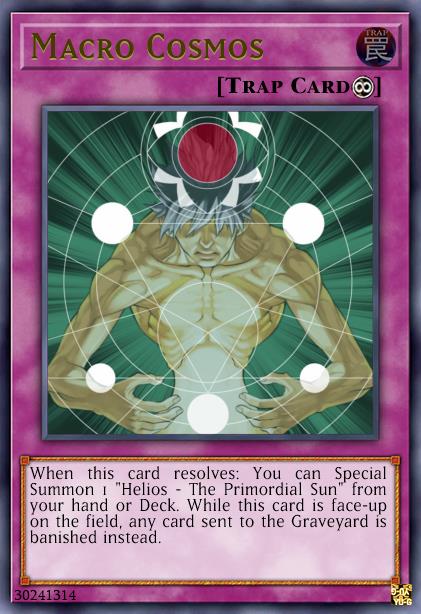 Macro Cosmos
TRAP
罠
[Trap Card♾]
When this card resolves: You can Special
Summon 1 "Helios - The Primordial Sun" from
your hand or Deck. While this card is face-up
on the field, any card sent to the Graveyard is
banished instead.
30241314